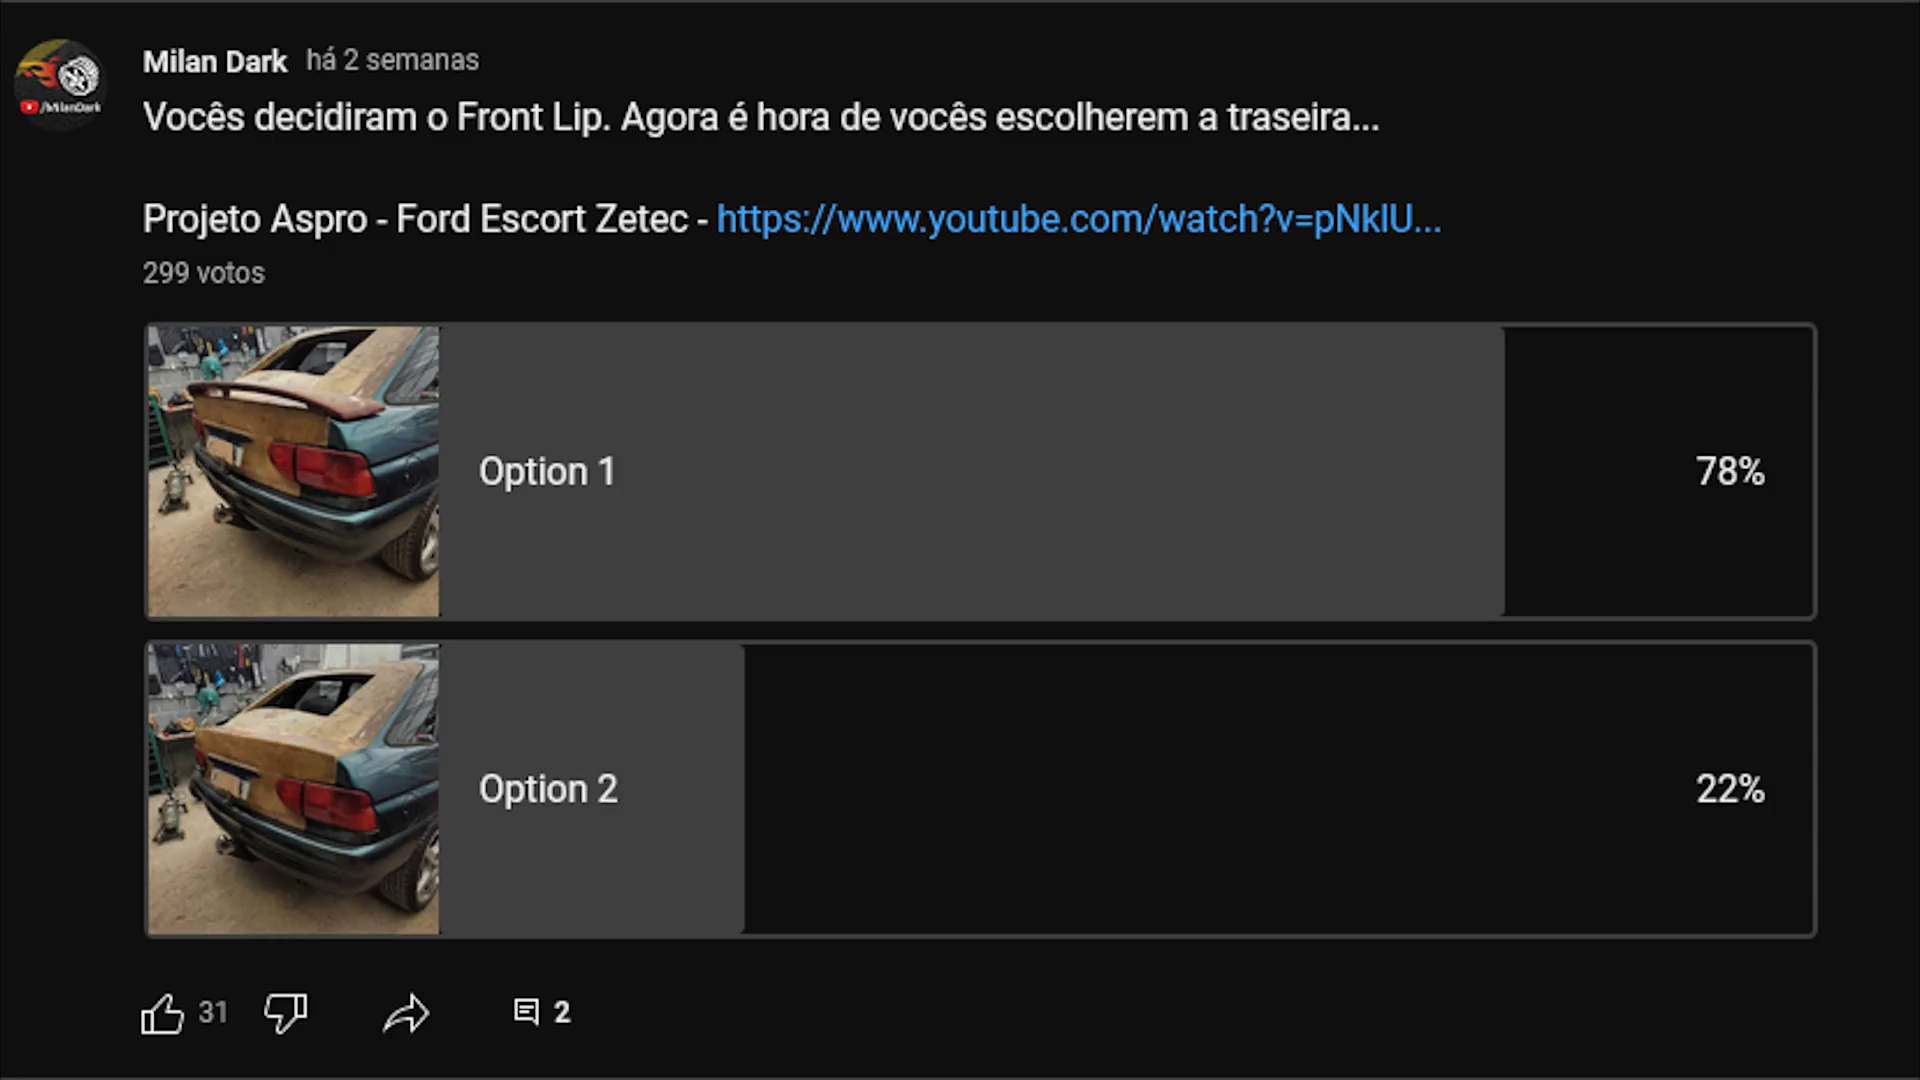 Milan Dark há 2 semanas
/MilanDark
Vocês decidiram o Front Lip. Agora é hora de vocês escolherem a traseira...
Projeto Aspro - Ford Escort Zetec - https://www.youtube.com/watch?v=pNklU...
299 votos
Option 1
78%
Option 2
22%
31
2